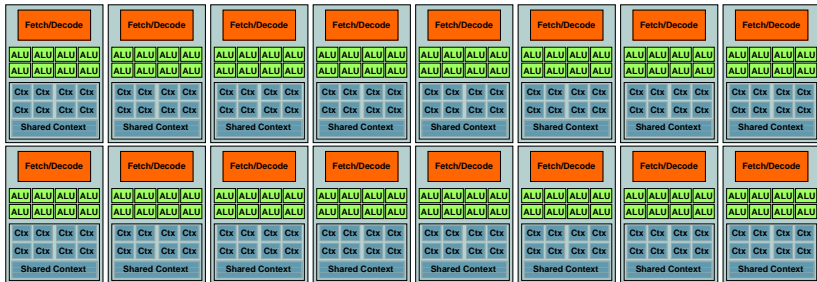 Fetch/Decode Fetch/Decode Fetch/Decode Fetch/Decode Fetch/Decode Fetch/Decode Fetch/Decode Fetch/Decode
ALU ALU ALU ALU ALU ALU ALU ALU ALU ALU ALU ALU ALU ALU ALU ALU ALU ALU ALU ALU ALU ALU ALU ALU ALU ALU ALU ALU ALU ALU ALU ALU
ALU ALU ALU ALU ALU ALU ALU ALU ALU ALU ALU ALU ALU ALU ALU ALU ALU ALU ALU ALU ALU ALU ALU ALU ALU ALU ALU ALU ALU ALU ALU ALU
Ctx Ctx Ctx Ctx Ctx Ctx Ctx Ctx Ctx Ctx Ctx Ctx Ctx Ctx Ctx Ctx Ctx Ctx Ctx Ctx Ctx Ctx Ctx Ctx Ctx Ctx Ctx Ctx Ctx Ctx Ctx Ctx
Ctx Ctx Ctx Ctx Ctx Ctx Ctx Ctx Ctx Ctx Ctx Ctx Ctx Ctx Ctx Ctx Ctx Ctx Ctx Ctx Ctx Ctx Ctx Ctx Ctx Ctx Ctx Ctx Ctx Ctx Ctx Ctx
Shared Context Shared Context Shared Context Shared Context Shared Context Shared Context Shared Context Shared Context
Fetch/Decode Fetch/Decode Fetch/Decode Fetch/Decode Fetch/Decode Fetch/Decode Fetch/Decode Fetch/Decode
ALU ALU ALU ALU ALU ALU ALU ALU ALU ALU ALU ALU ALU ALU ALU ALU ALU ALU ALU ALU ALU ALU ALU ALU ALU ALU ALU ALU ALU ALU ALU ALU
ALU ALU ALU ALU ALU ALU ALU ALU ALU ALU ALU ALU ALU ALU ALU ALU ALU ALU ALU ALU ALU ALU ALU ALU ALU ALU ALU ALU ALU ALU ALU ALU
Ctx Ctx Ctx Ctx Ctx Ctx Ctx Ctx Ctx Ctx Ctx Ctx Ctx Ctx Ctx Ctx Ctx Ctx Ctx Ctx Ctx Ctx Ctx Ctx Ctx Ctx Ctx Ctx Ctx Ctx Ctx Ctx
Ctx Ctx Ctx Ctx Ctx Ctx Ctx Ctx Ctx Ctx Ctx Ctx Ctx Ctx Ctx Ctx Ctx Ctx Ctx Ctx Ctx Ctx Ctx Ctx Ctx Ctx Ctx Ctx Ctx Ctx Ctx Ctx
Shared Context Shared Context Shared Context Shared Context Shared Context Shared Context Shared Context Shared Context